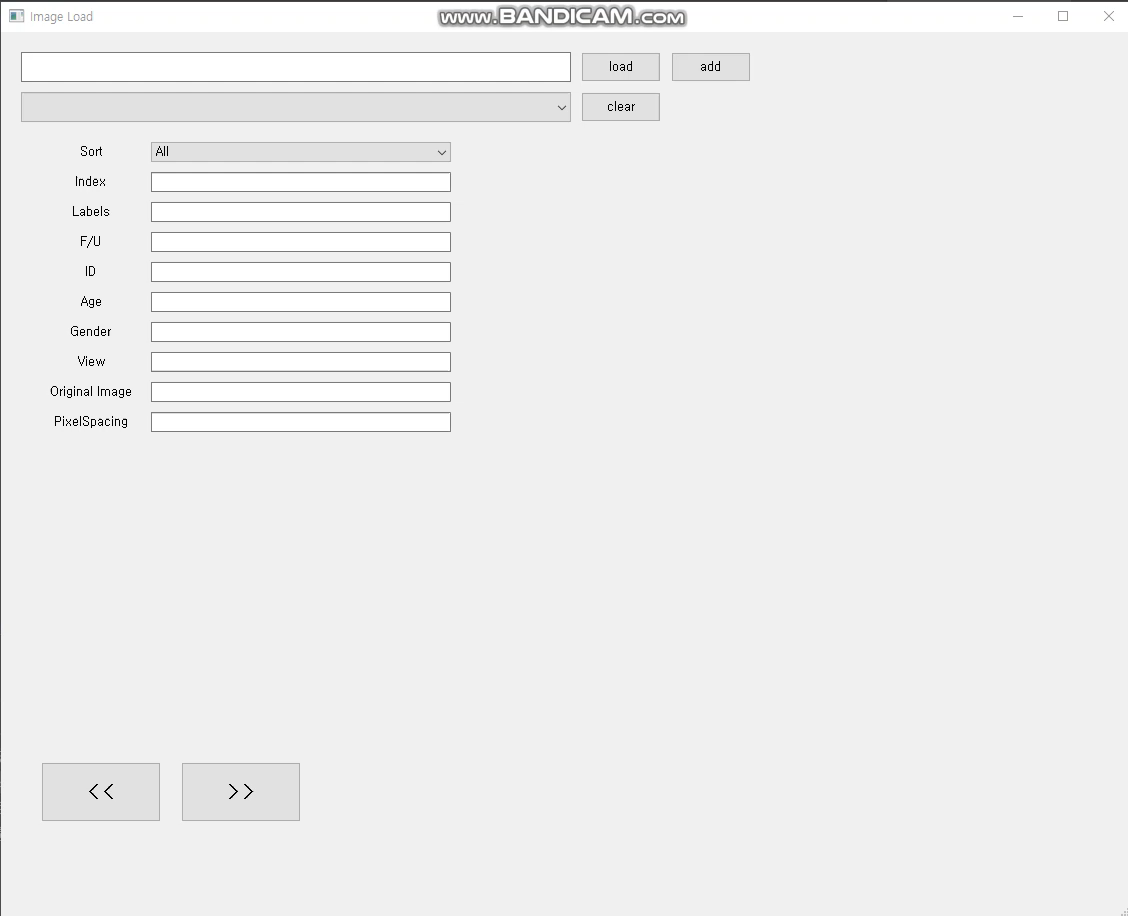 Image Load
www.BANDICAM.com
load
add
clear
Sort
All
Index
Labels
F/U
ID
Age
Gender
View
Original Image
PixelSpacing
<<
>>